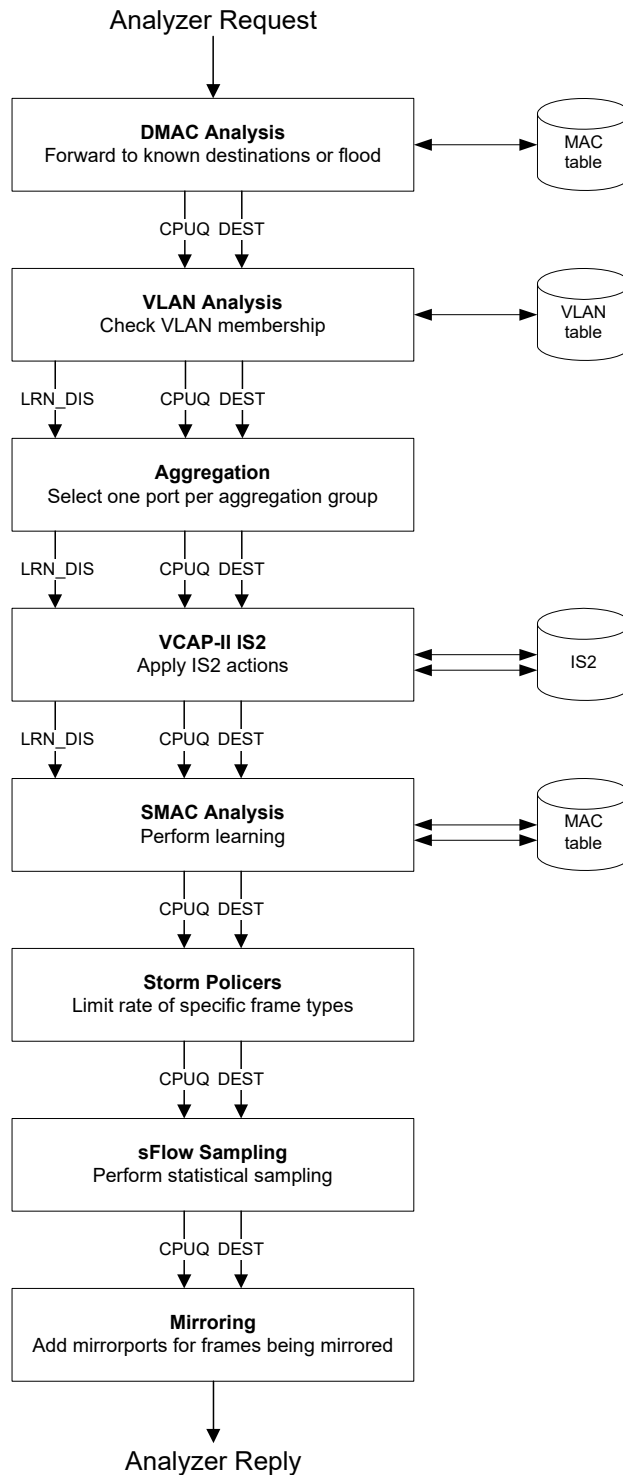 Analyzer Request
DMAC Analysis
Forward to known destinations or flood
MAC
table
CPUQ DEST
VLAN Analysis
Check VLAN membership
VLAN
table
LRN_DIS CPUQ DEST
Aggregation
Select one port per aggregation group
LRN_DIS CPUQ DEST
VCAP-II IS2
Apply IS2 actions
IS2
LRN_DIS CPUQ DEST
SMAC Analysis
Perform learning
MAC
table
CPUQ DEST
Storm Policers
Limit rate of specific frame types
CPUQ DEST
sFlow Sampling
Perform statistical sampling
CPUQ DEST
Mirroring
Add mirrorports for frames being mirrored
Analyzer Reply